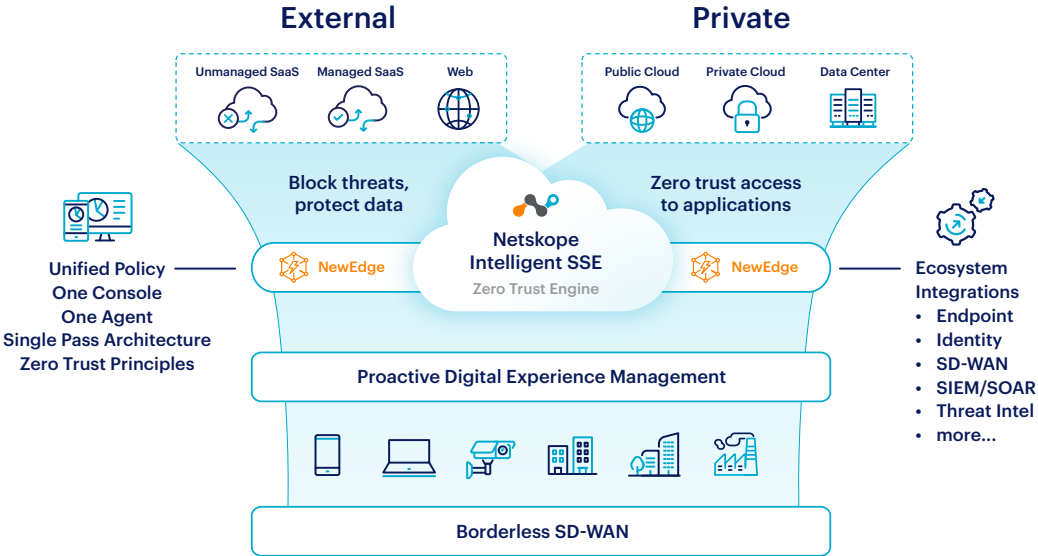 External
Private
Unmanaged SaaS
Managed SaaS
Web
Public Cloud
Private Cloud
Data Center
Block threats,
protect data
Zero trust access
to applications
Netskope
Intelligent SSE
Zero Trust Engine
NewEdge
NewEdge
Unified Policy
One Console
One Agent
Single Pass Architecture
Zero Trust Principles
Ecosystem
Integrations
• Endpoint
• Identity
• SD-WAN
• SIEM/SOAR
• Threat Intel
• more...
Proactive Digital Experience Management
Borderless SD-WAN